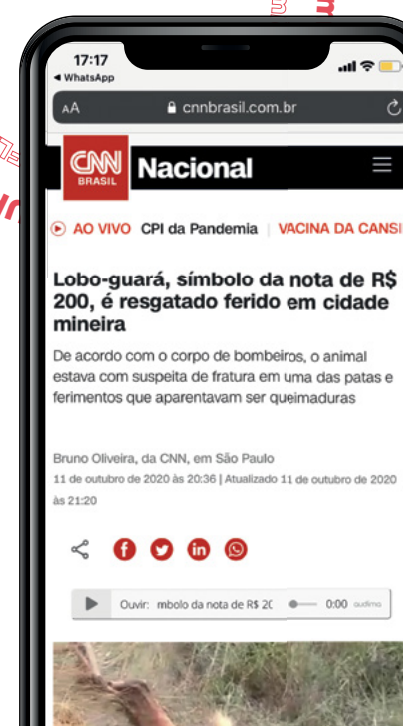 17:17
WhatsApp
AA cnnbrasil.com.br
CNN
BRASIL
Nacional
AO VIVO CPI da Pandemia | VACINA DA CANSI
Lobo-guará, símbolo da nota de R$
200, é resgatado ferido em cidade
mineira
De acordo com o corpo de bombeiros, o animal
estava com suspeita de fratura em uma das patas e
ferimentos que aparentavam ser queimaduras
Bruno Oliveira, da CNN, em São Paulo
11 de outubro de 2020 às 20:36 | Atualizado 11 de outubro de 2020
às 21:20
Ouvir: mbolo da nota de R$ 20 0:00 audima